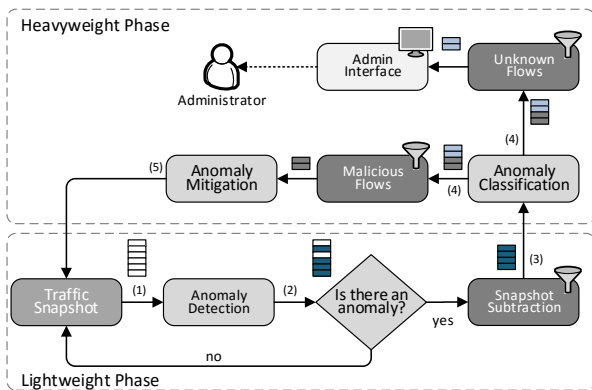 Heavyweight Phase
Admin
Interface
Unknown
Flows
Administrator
(4)
(5)
Anomaly
Mitigation
Malicious
Flows
(4)
Anomaly
Classification
(3)
Traffic
Snapshot
(1)
Anomaly
Detection
(2)
Is there an
anomaly?
yes
Snapshot
Subtraction
no
Lightweight Phase